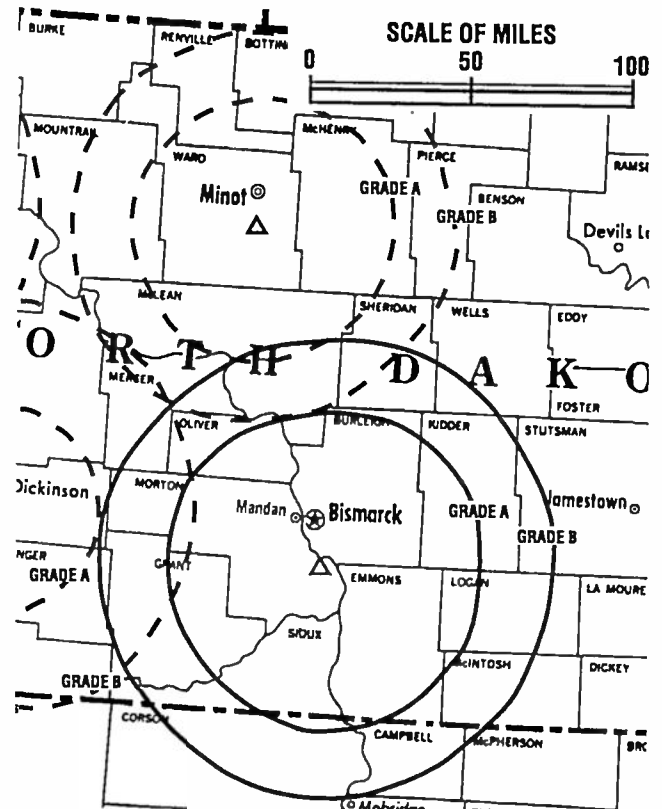 BURKE
RENVILLE
BOTTIN
SCALE OF MILES
0 50 100
MOUNTRAIL
WARD
McHENRY
PIERCE
RAMSE
Minot
GRADE A
GRADE B
BENSON
Devils L
McLEAN
SHERIDAN
WELLS
EDDY
O R T H D A K O
MERCER
FOSTER
OLIVER
BURLEIGH
KIDDER
STUTSMAN
Dickinson
MORTON
Mandan
Bismarck
GRADE A
GRADE B
Jamestown
NGER
GRADE A
GRANT
EMMONS
LOGAN
LA MOURE
SIOUX
McINTOSH
DICKEY
GRADE B
CORSON
CAMPBELL
McPHERSON
BRO
Mobridge